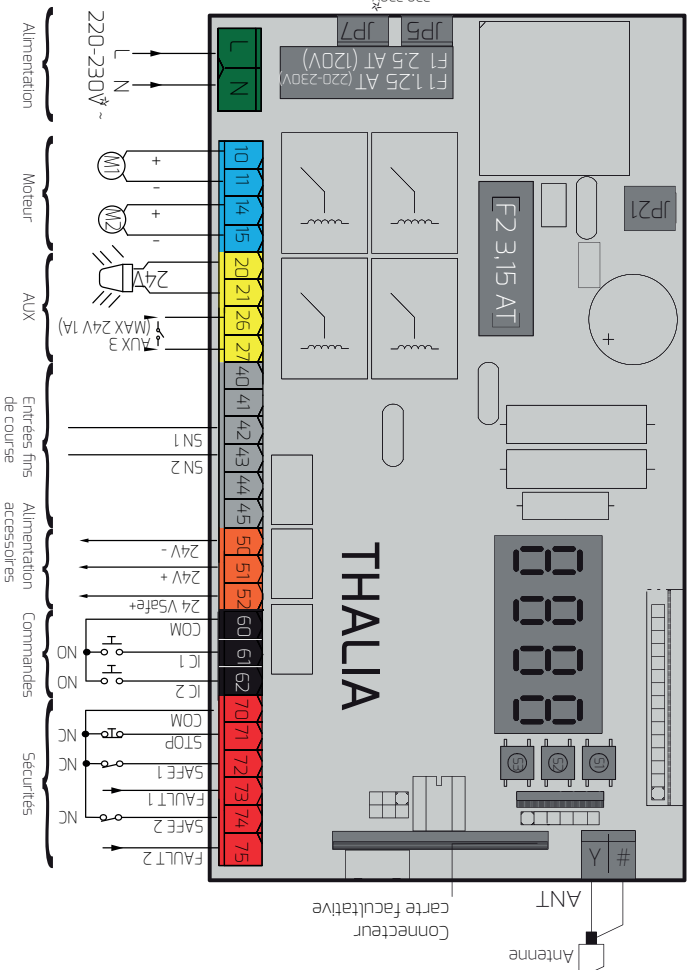 Alimentation
220-230V~
*
L
N
Moteur
M1
+
-
M2
+
-
AUX
24V
AUX 3
(MAX 24V 1A)
Entrées fins
de course
SN 1
SN 2
Alimentation
accessoires
24V -
24V +
24 VSafe+
Commandes
COM
IC 1
NO
IC 2
NO
Sécurités
COM
STOP
NC
SAFE 1
NC
FAULT 1
SAFE 2
NC
FAULT 2
L
N
10
11
14
15
20
21
26
27
40
41
42
43
44
45
50
51
52
60
61
62
70
71
72
73
74
75
*
JP7
JP5
F1 1.25 AT (220-230V)
F1 2.5 AT (120V)
F2 3,15 AT
JP21
+
THALIA
8888
S3
S2
S1
Y
#
ANT
Antenne
Connecteur
carte facultative